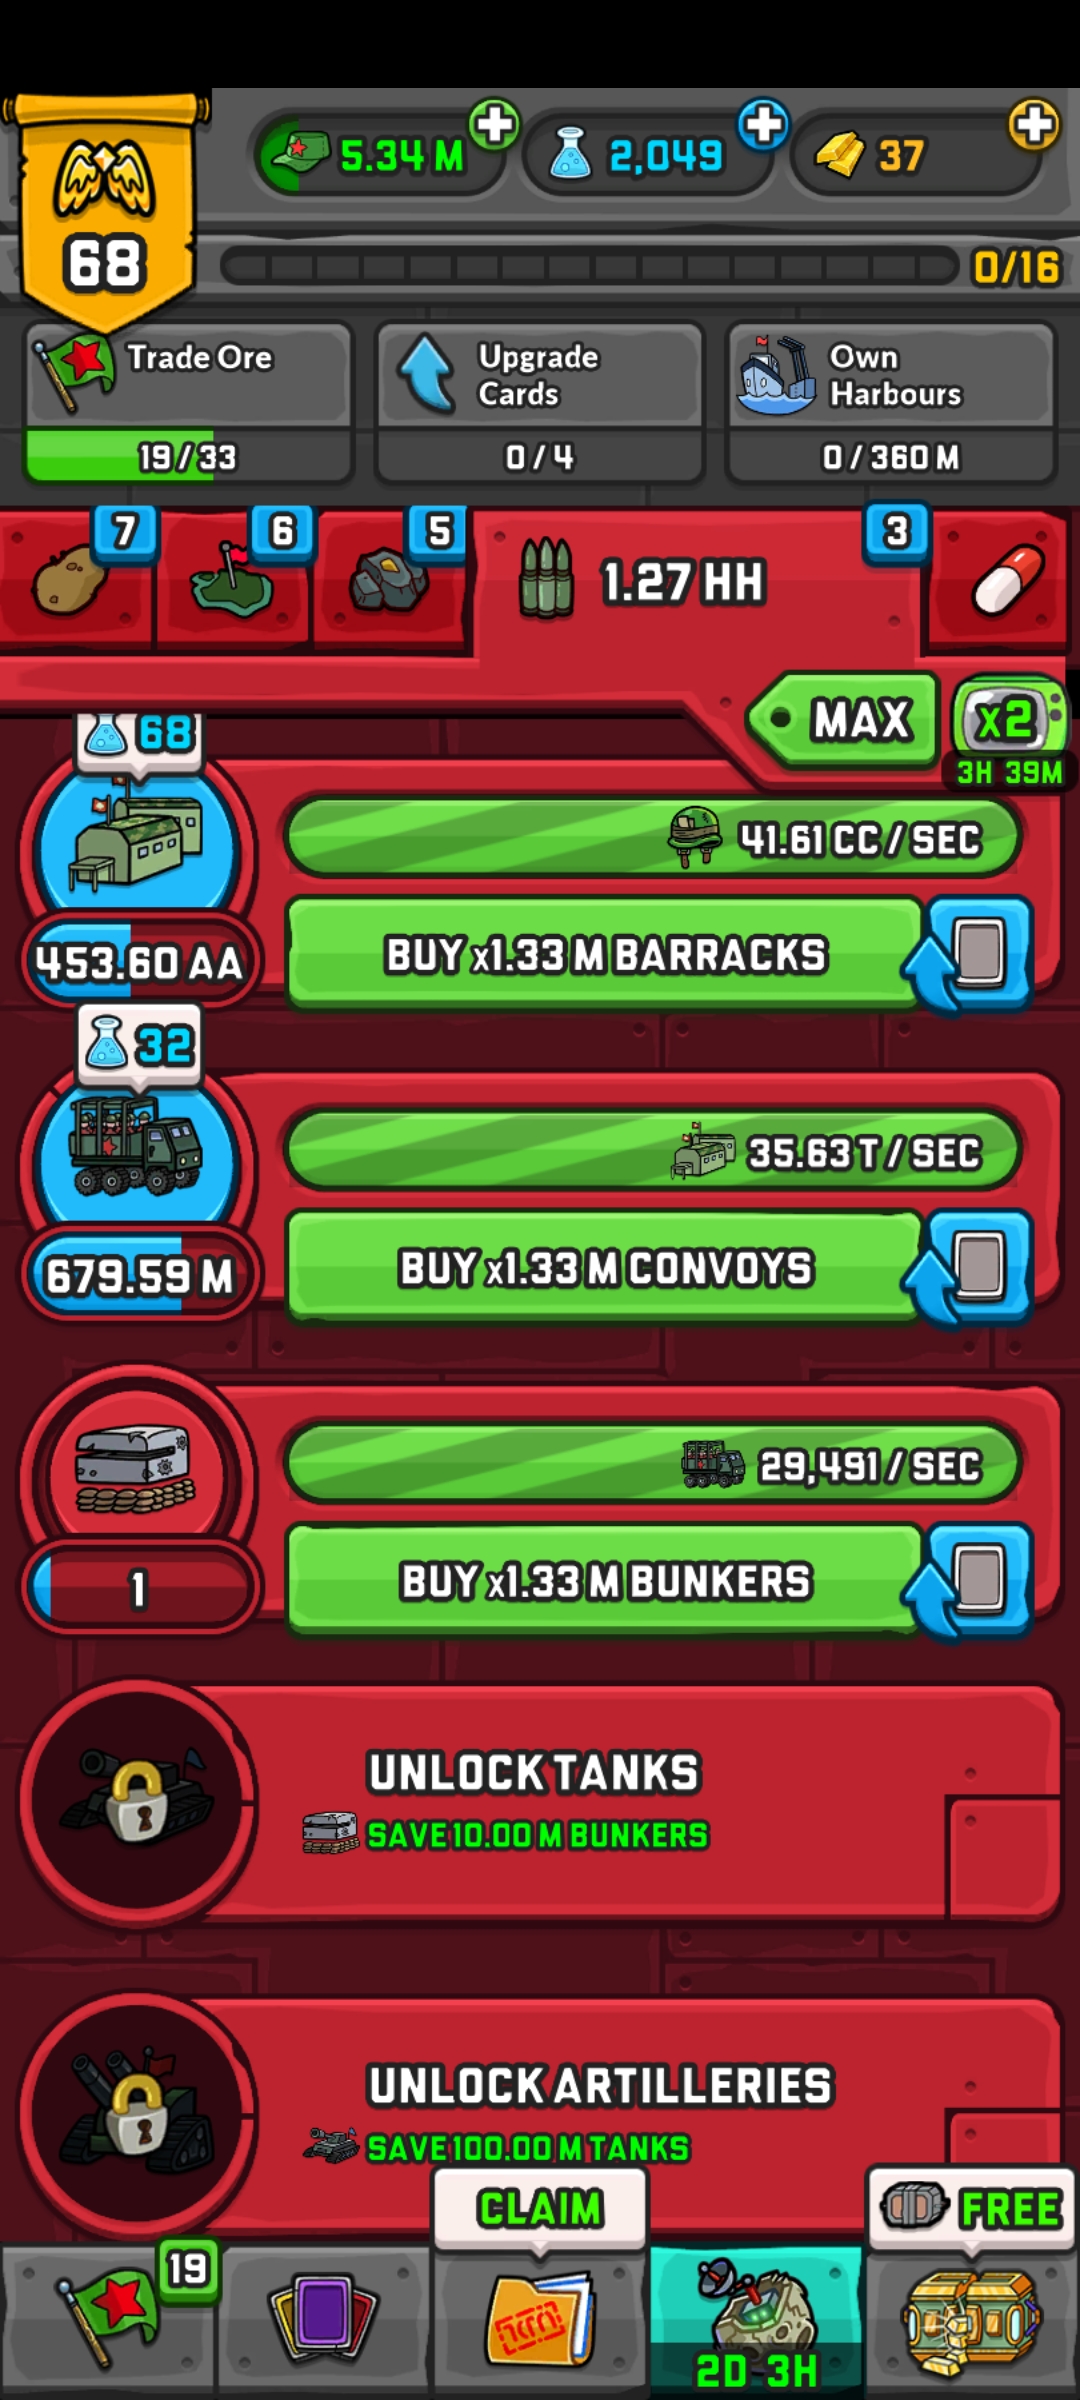 5.34 M
2,049
37
68
0/16
Trade Ore
19/33
Upgrade
Cards
0/4
Own
Harbours
0/360 M
7
6
5
1.27 HH
3
MAX
x2
3H 39M
68
41.61 CC / SEC
453.60 AA
BUY x1.33 M BARRACKS
32
35.63 T / SEC
679.59 M
BUY x1.33 M CONVOYS
29,491 / SEC
1
BUY x1.33 M BUNKERS
UNLOCK TANKS
SAVE 10.00 M BUNKERS
UNLOCK ARTILLERIES
SAVE 100.00 M TANKS
CLAIM
FREE
19
2D 3H